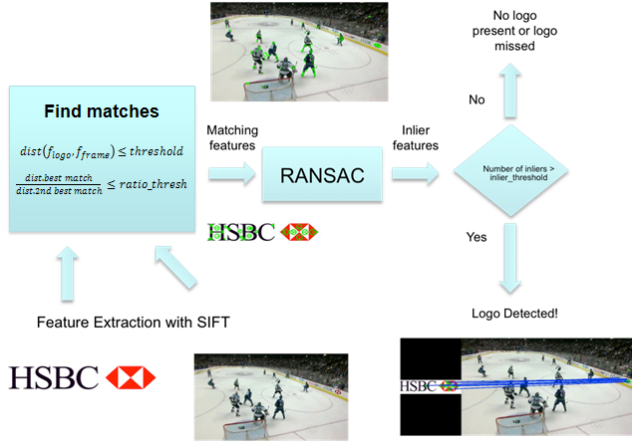 No logo
present or logo
missed
Find matches
dist(f_logo, f_frame) ≤ threshold
dist.best match
dist.2nd best match
≤ ratio_thresh
Matching
features
RANSAC
Inlier
features
No
Number of inliers >
inlier_threshold
HSBC
Yes
Feature Extraction with SIFT
Logo Detected!
HSBC
HSBC